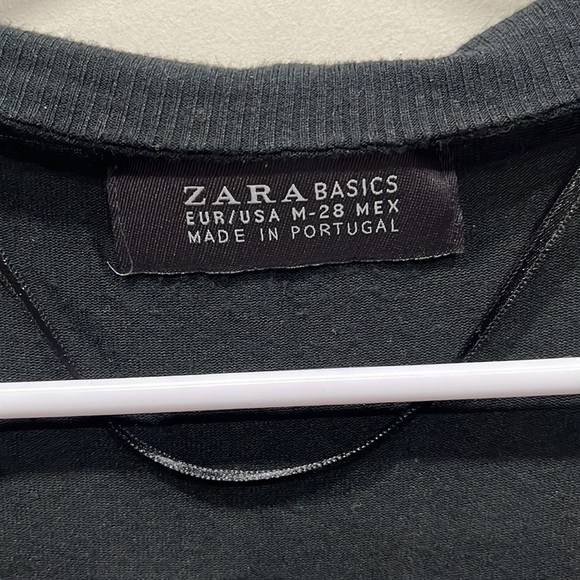 ZARA BASICS
EUR/USA M-28 MEX
MADE IN PORTUGAL